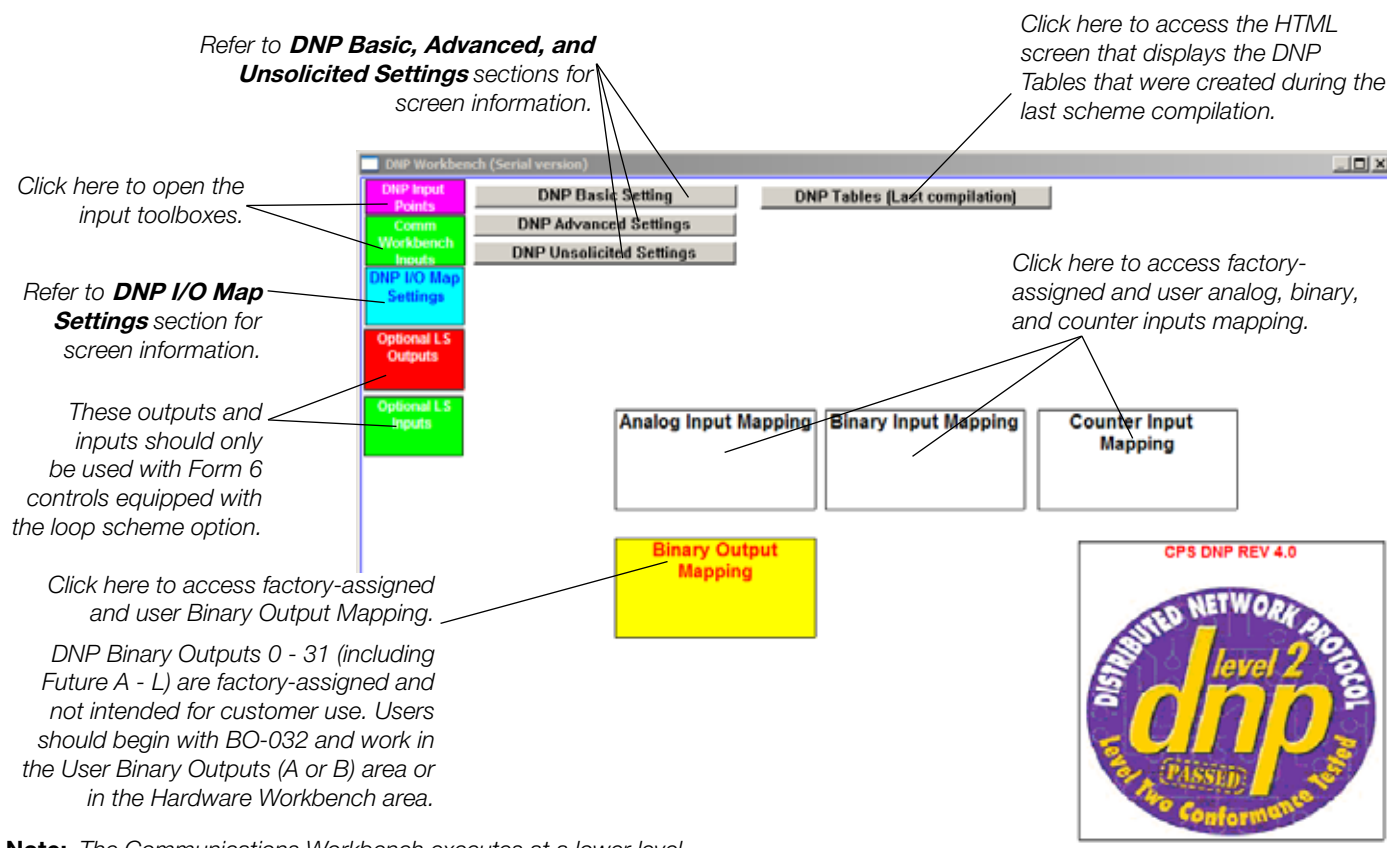 Refer to DNP Basic, Advanced, and
Unsolicited Settings sections for
screen information.
Click here to access the HTML
screen that displays the DNP
Tables that were created during the
last scheme compilation.
DNP Workbench (Serial version)
Click here to open the
input toolboxes.
DNP Input
Points
Comm
Workbench
Inputs
DNP Basic Setting
DNP Advanced Settings
DNP Unsolicited Settings
DNP Tables (Last compilation)
Refer to DNP I/O Map
Settings section for
screen information.
DNP I/O Map
Settings
Click here to access factory-
assigned and user analog, binary,
and counter inputs mapping.
Optional LS
Outputs
Optional LS
Inputs
These outputs and
inputs should only
be used with Form 6
controls equipped with
the loop scheme option.
Analog Input Mapping
Binary Input Mapping
Counter Input
Mapping
Binary Output
Mapping
Click here to access factory-assigned
and user Binary Output Mapping.
DNP Binary Outputs 0 - 31 (including
Future A - L) are factory-assigned and
not intended for customer use. Users
should begin with BO-032 and work in
the User Binary Outputs (A or B) area or
in the Hardware Workbench area.
CPS DNP REV 4.0
DISTRIBUTED NETWORK PROTOCOL
level 2
dnp
PASSED
Level Two Conformance Tested
Note: The Communications Workbench executes at a lower level